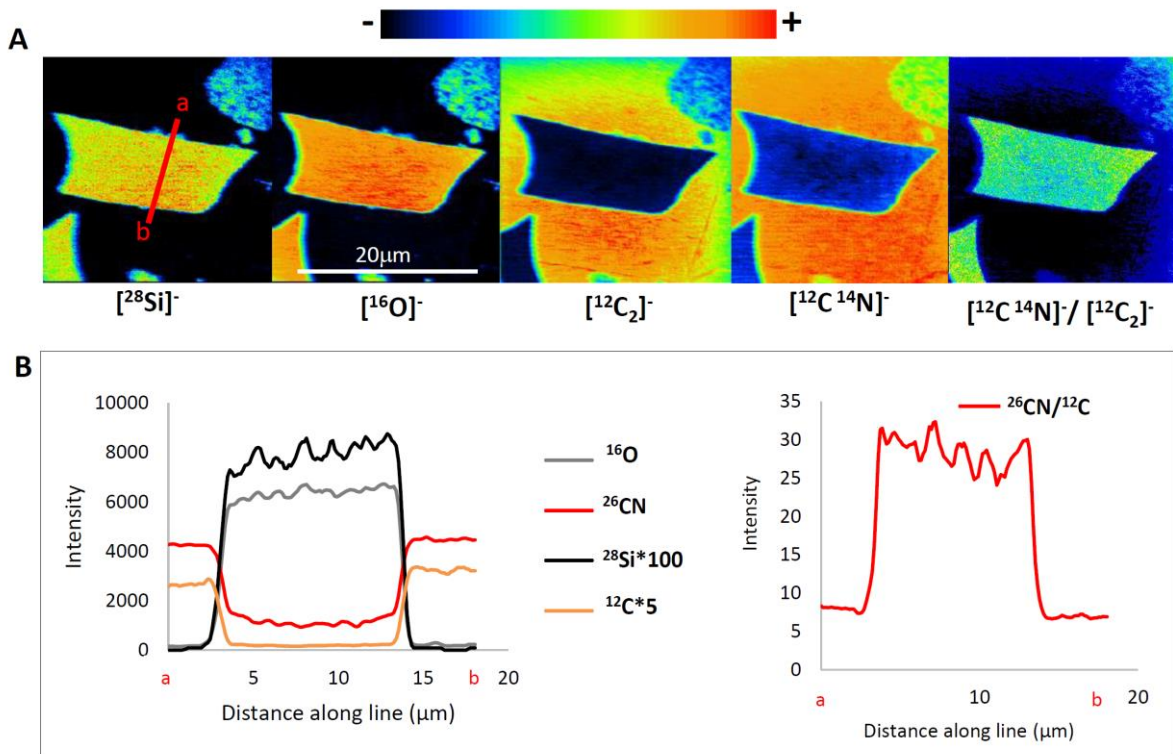 - +
A
a
b
20μm
[²⁸Si]⁻
[¹⁶O]⁻
[¹²C₂]⁻
[¹²C ¹⁴N]⁻
[¹²C ¹⁴N]⁻/ [¹²C₂]⁻
B
10000
8000
6000
4000
2000
0
Intensity
a 5 10 15 b 20
Distance along line (μm)
¹⁶O
²⁶CN
²⁸Si*100
¹²C*5
35
30
25
20
15
10
5
0
Intensity
a 10 b 20
Distance along line (μm)
²⁶CN/¹²C